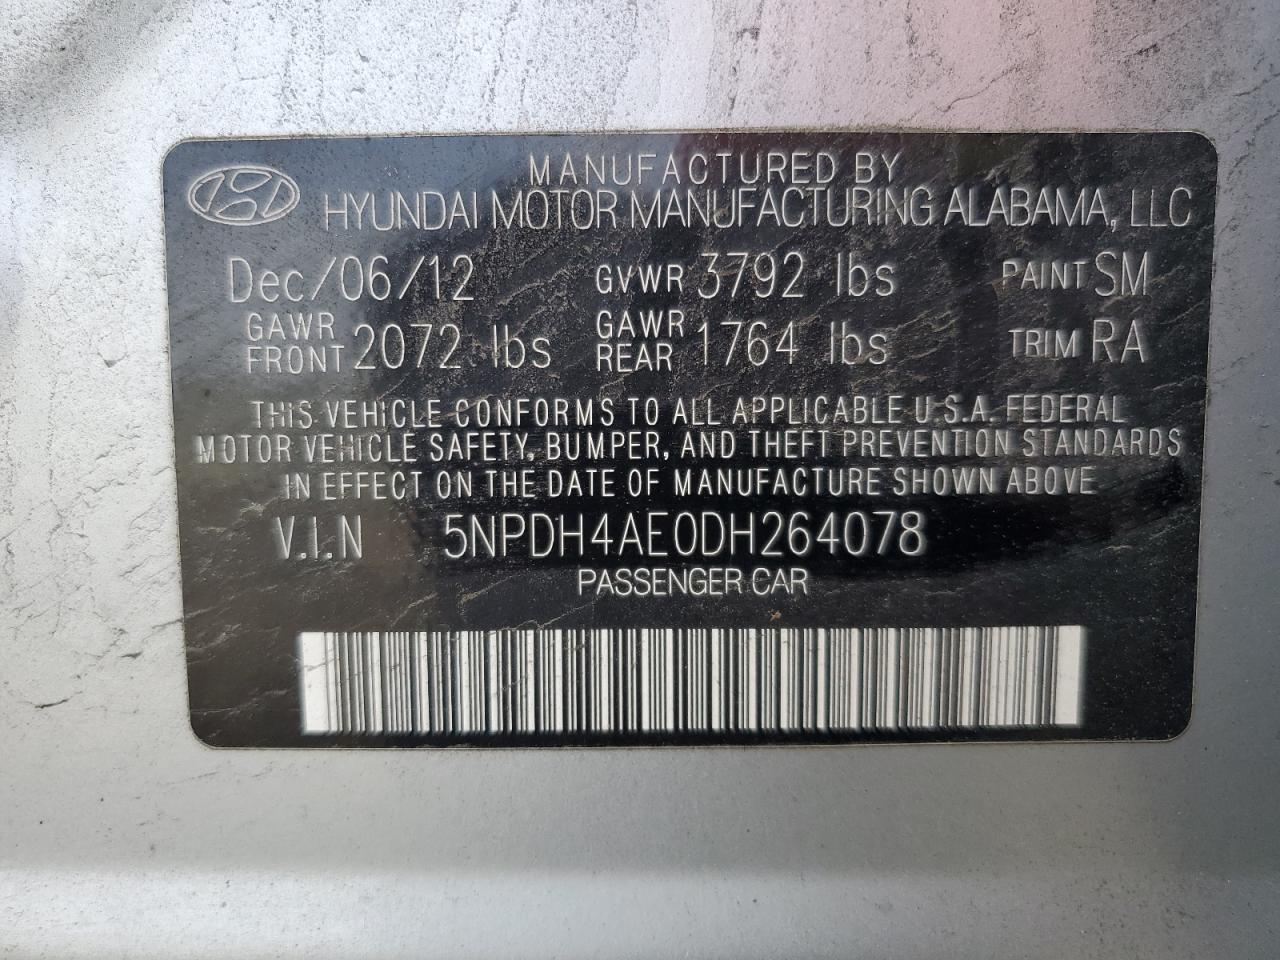 MANUFACTURED BY
HYUNDAI MOTOR MANUFACTURING ALABAMA, LLC
Dec/06/12 GVWR 3792 lbs PAINT SM
GAWR FRONT 2072 lbs GAWR REAR 1764 lbs TRIM RA
THIS VEHICLE CONFORMS TO ALL APPLICABLE U.S.A. FEDERAL
MOTOR VEHICLE SAFETY, BUMPER, AND THEFT PREVENTION STANDARDS
IN EFFECT ON THE DATE OF MANUFACTURE SHOWN ABOVE
V.I.N 5NPDH4AE0DH264078
PASSENGER CAR